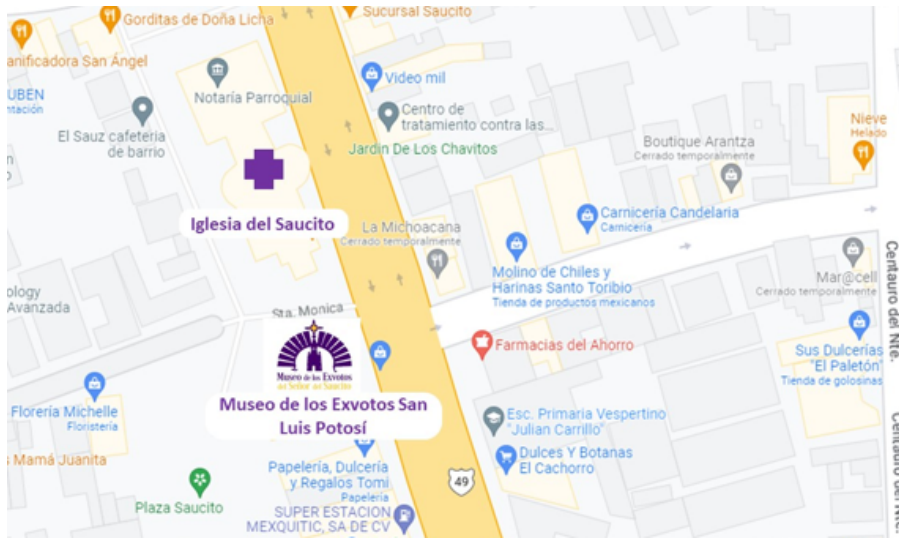 Gorditas de Doña Licha
Sucursal Saucito
anificadora San Ángel
Notaría Parroquial
Video mil
UBEN
ntación
El Sauz cafetería
de barrio
Centro de
tratamiento contra las...
Jardín De Los Chavitos
Boutique Arantza
Cerrado temporalmente
Nieve
Helado
Iglesia del Saucito
La Michoacana
Cerrado temporalmente
Carnicería Candelaria
Carnicería
Molino de Chiles y
Harinas Santo Toribio
Tienda de productos mexicanos
Mar@cell
Cerrado temporalmente
Centauro del Nte.
ology
Avanzada
Sta. Monica
Museo de los Exvotos
del Señor del Saucito
Museo de los Exvotos San
Luis Potosí
Farmacias del Ahorro
Sus Dulcerías
"El Paletón"
Tienda de golosinas
Florería Michelle
Floristería
Esc. Primaria Vespertino
"Julian Carrillo"
Dulces Y Botanas
El Cachorro
s Mamá Juanita
Plaza Saucito
Papelería, Dulcería
y Regalos Tomi
Papelería
49
SUPER ESTACION
MEXQUITIC, SA DE CV
Centauro del Nte.